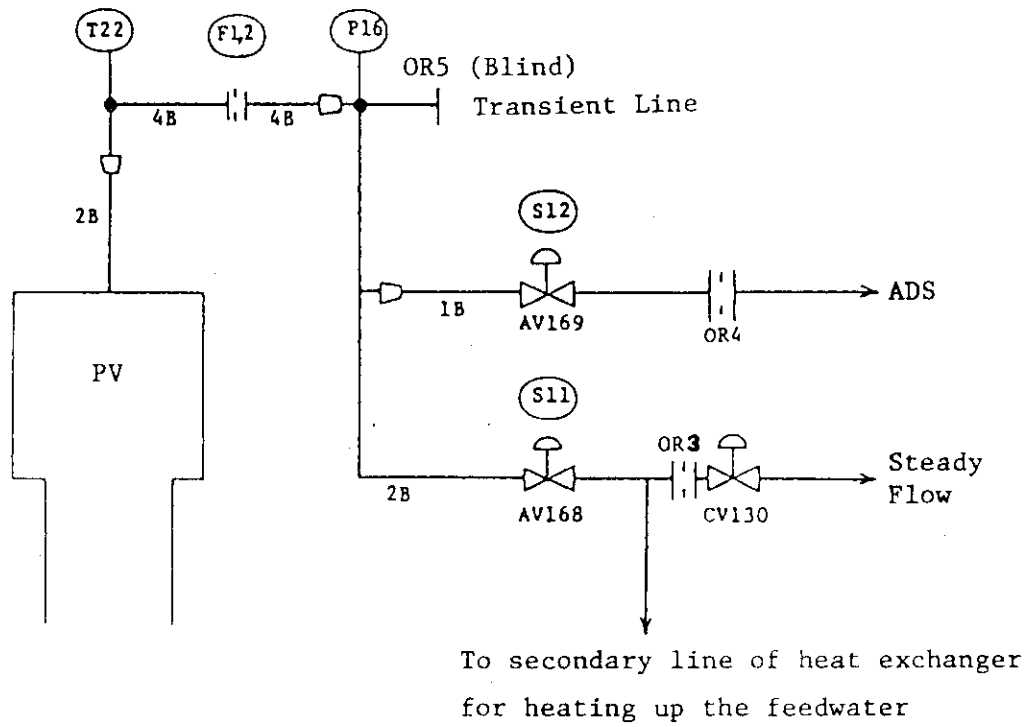 T22
F1,2
P16
OR5 (Blind)
Transient Line
4B
4B
2B
S12
1B
AV169
OR4
ADS
PV
S11
OR3
2B
AV168
CV130
Steady
Flow
To secondary line of heat exchanger
for heating up the feedwater